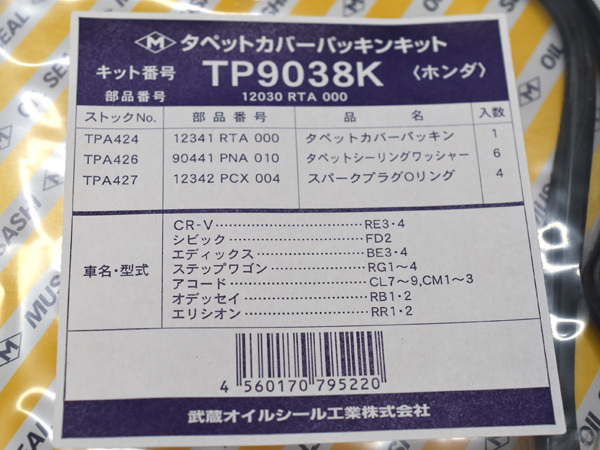 M タペットカバーパッキンキット
キット番号 TP9038K 〈ホンダ〉
部品番号 12030 RTA 000
ストックNo. 部品番号 品名 入数
TPA424 12341 RTA 000 タペットカバーパッキン 1
TPA426 90441 PNA 010 タペットシーリングワッシャー 6
TPA427 12342 PCX 004 スパークプラグOリング 4
車名・型式
CR-V RE3・4
シビック FD2
エディックス BE3・4
ステップワゴン RG1〜4
アコード CL7〜9,CM1〜3
オデッセイ RB1・2
エリシオン RR1・2
4 560170 795220
武蔵オイルシール工業株式会社
MUSASHI
OIL SEAL